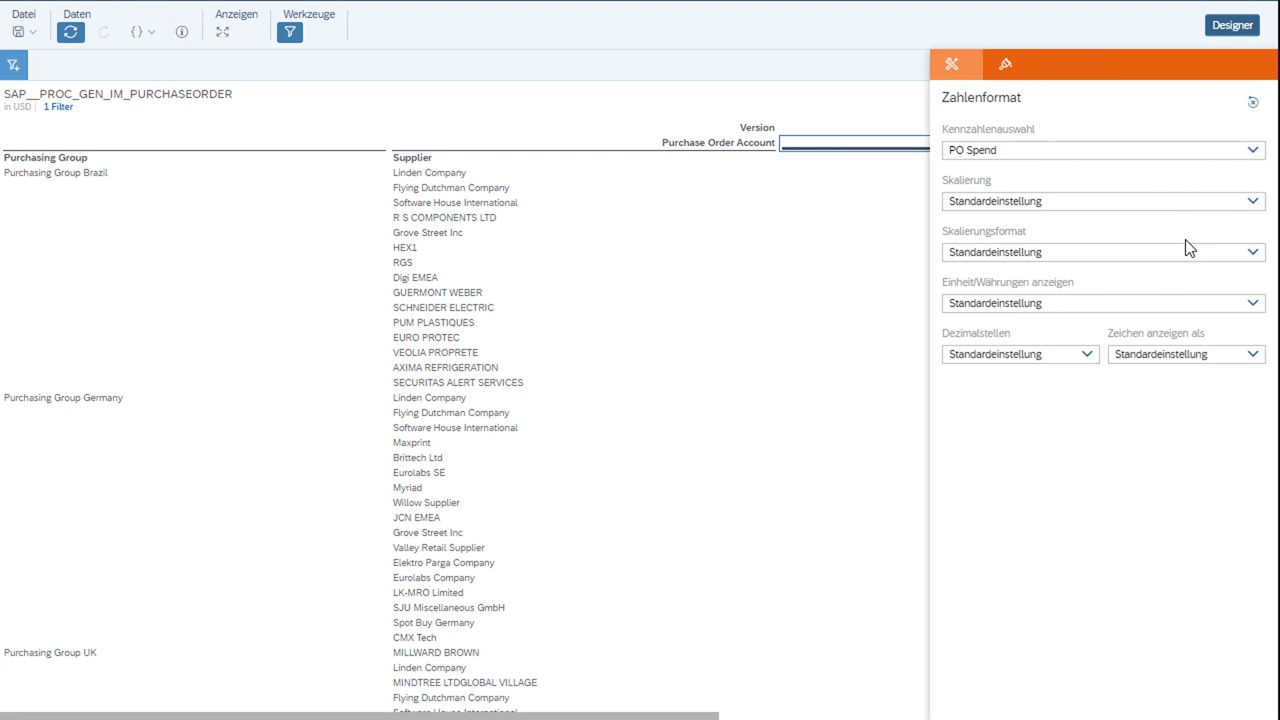 Datei
Daten
Anzeigen
Werkzeuge
Designer
SAP__PROC_GEN_IM_PURCHASEORDER
in USD 1 Filter
Version
Purchase Order Account
Purchasing Group Supplier
Purchasing Group Brazil Linden Company
Flying Dutchman Company
Software House International
R S COMPONENTS LTD
Grove Street Inc
HEX1
RGS
Digi EMEA
GUERMONT WEBER
SCHNEIDER ELECTRIC
PUM PLASTIQUES
EURO PROTEC
VEOLIA PROPRETE
AXIMA REFRIGERATION
SECURITAS ALERT SERVICES
Purchasing Group Germany Linden Company
Flying Dutchman Company
Software House International
Maxprint
Brittech Ltd
Eurolabs SE
Myriad
Willow Supplier
JCN EMEA
Grove Street Inc
Valley Retail Supplier
Elektro Parga Company
Eurolabs Company
LK-MRO Limited
SJU Miscellaneous GmbH
Spot Buy Germany
CMX Tech
Purchasing Group UK MILLWARD BROWN
Linden Company
MINDTREE LTDGLOBAL VILLAGE
Flying Dutchman Company
Software House International
Zahlenformat
Kennzahlenauswahl
PO Spend
Skalierung
Standardeinstellung
Skalierungsformat
Standardeinstellung
Einheit/Währungen anzeigen
Standardeinstellung
Dezimalstellen Zeichen anzeigen als
Standardeinstellung Standardeinstellung